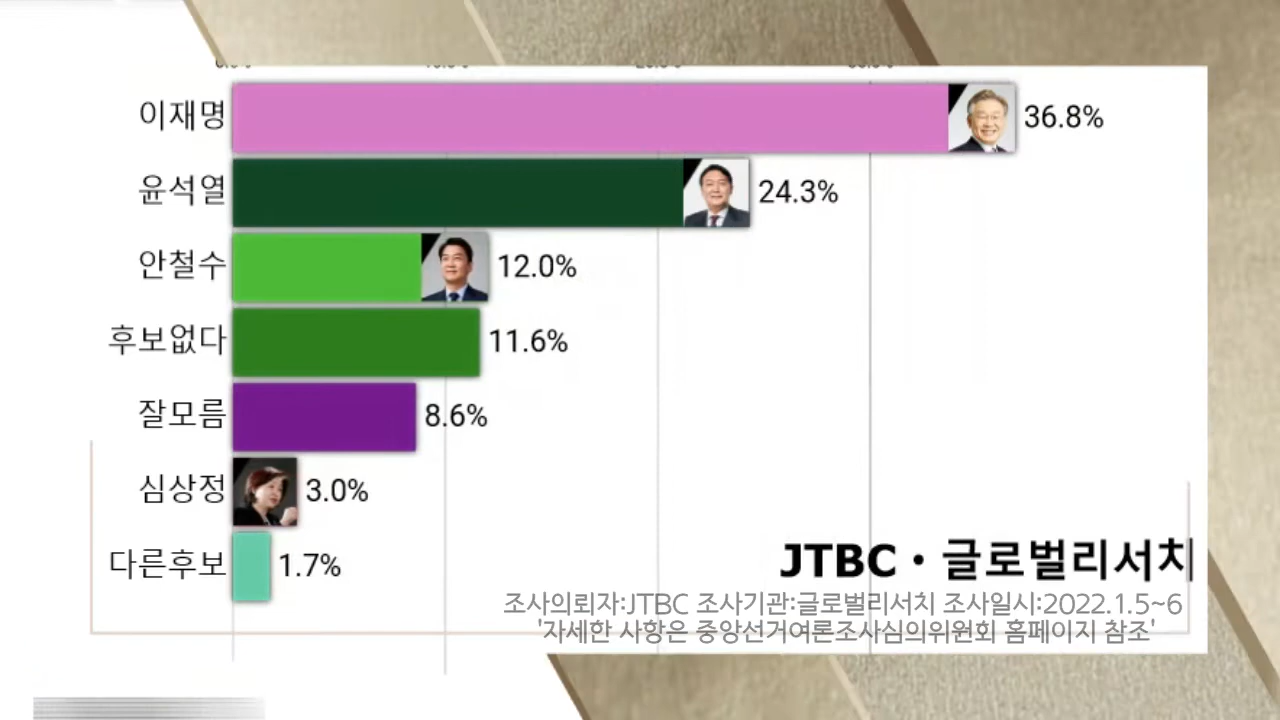 이재명 36.8%
윤석열 24.3%
안철수 12.0%
후보없다 11.6%
잘모름 8.6%
심상정 3.0%
다른후보 1.7%
JTBC · 글로벌리서치
조사의뢰자:JTBC 조사기관:글로벌리서치 조사일시:2022.1.5~6
'자세한 사항은 중앙선거여론조사심의위원회 홈페이지 참조'